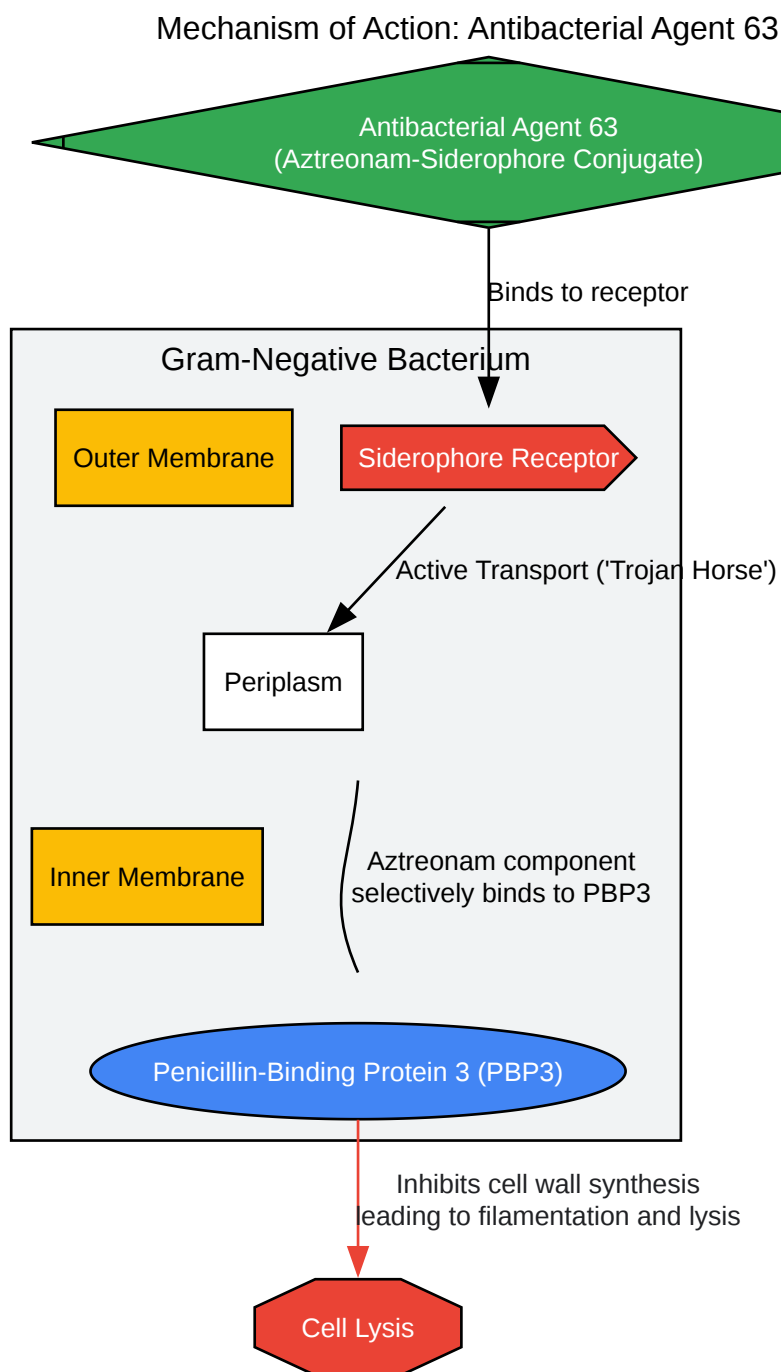 Mechanism of Action: Antibacterial Agent 63
Antibacterial Agent 63
(Aztreonam-Siderophore Conjugate)
Binds to receptor
Gram-Negative Bacterium
Outer Membrane
Siderophore Receptor
Active Transport ('Trojan Horse')
Periplasm
Inner Membrane
Aztreonam component
selectively binds to PBP3
Penicillin-Binding Protein 3 (PBP3)
Inhibits cell wall synthesis
leading to filamentation and lysis
Cell Lysis